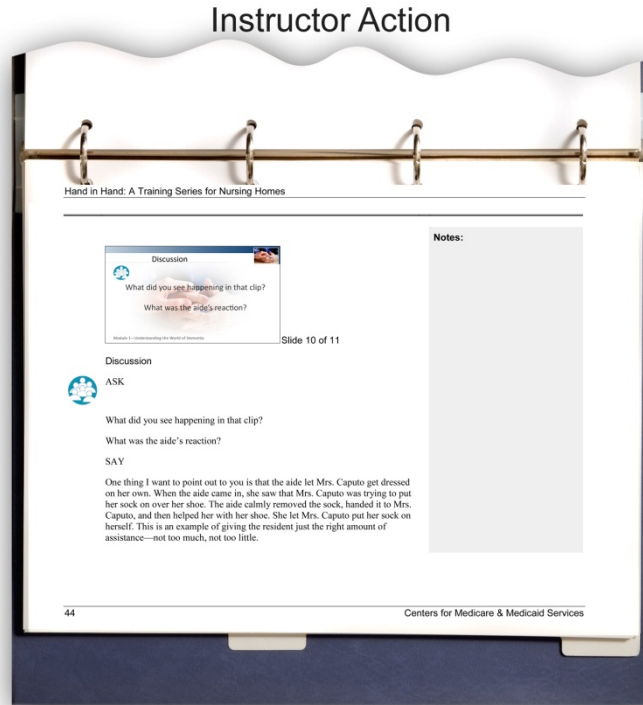 Instructor Action
Hand in Hand: A Training Series for Nursing Homes
Notes:
Discussion
What did you see happening in that clip?
What was the aide's reaction?
Module 1—Understanding the World of Dementia
Slide 10 of 11
Discussion
ASK
What did you see happening in that clip?
What was the aide's reaction?
SAY
One thing I want to point out to you is that the aide let Mrs. Caputo get dressed
on her own. When the aide came in, she saw that Mrs. Caputo was trying to put
her sock on over her shoe. The aide calmly removed the sock, handed it to Mrs.
Caputo, and then helped her with her shoe. She let Mrs. Caputo put her sock on
herself. This is an example of giving the resident just the right amount of
assistance—not too much, not too little.
44
Centers for Medicare & Medicaid Services